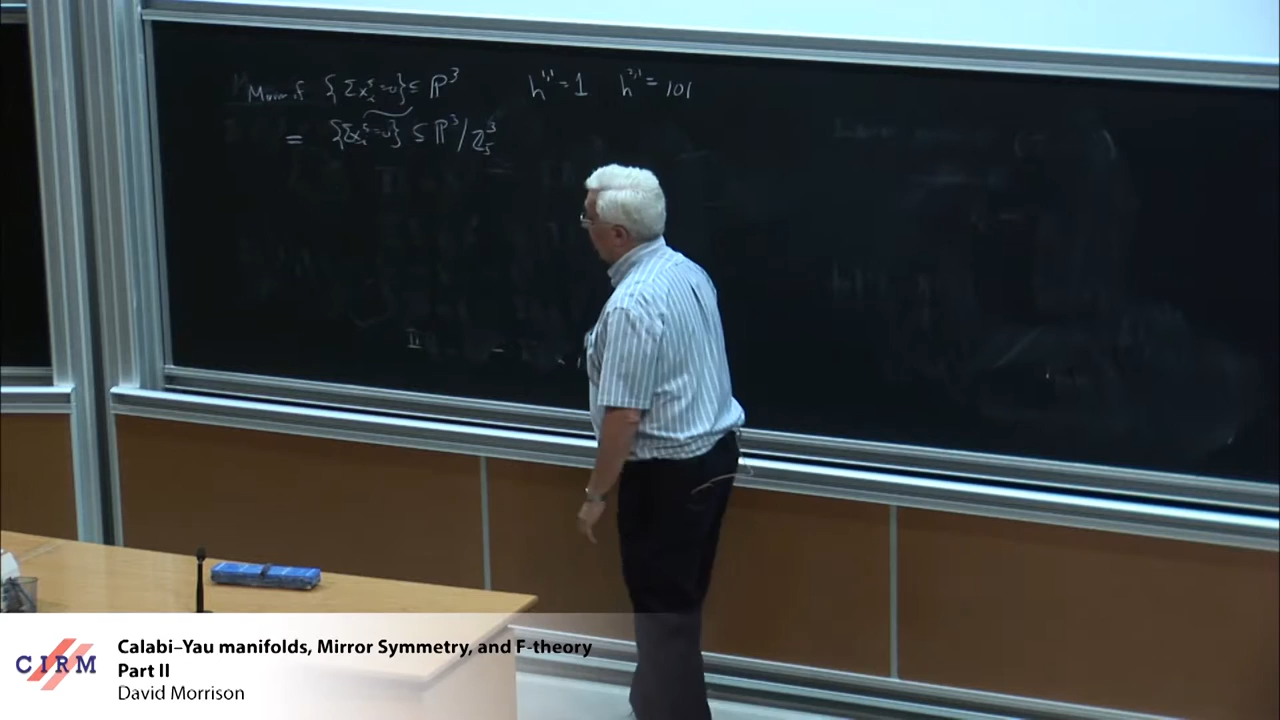 Mirror of {Σx_i^5=0} ⊆ ℙ^3 h^{1,1}=1 h^{2,1}=101
= {Σx_i^5=0} ⊆ ℙ^3/ℤ_5^3
CIRM
Calabi–Yau manifolds, Mirror Symmetry, and F-theory
Part II
David Morrison